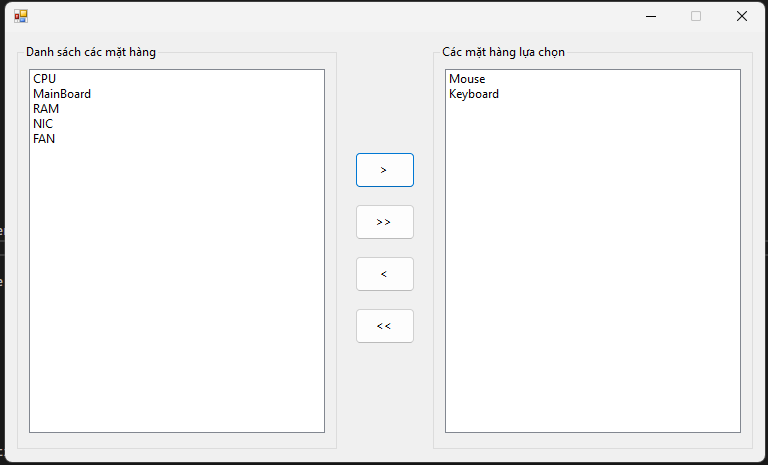 Danh sách các mặt hàng
CPU
MainBoard
RAM
NIC
FAN
>
>>
<
<<
Các mặt hàng lựa chọn
Mouse
Keyboard